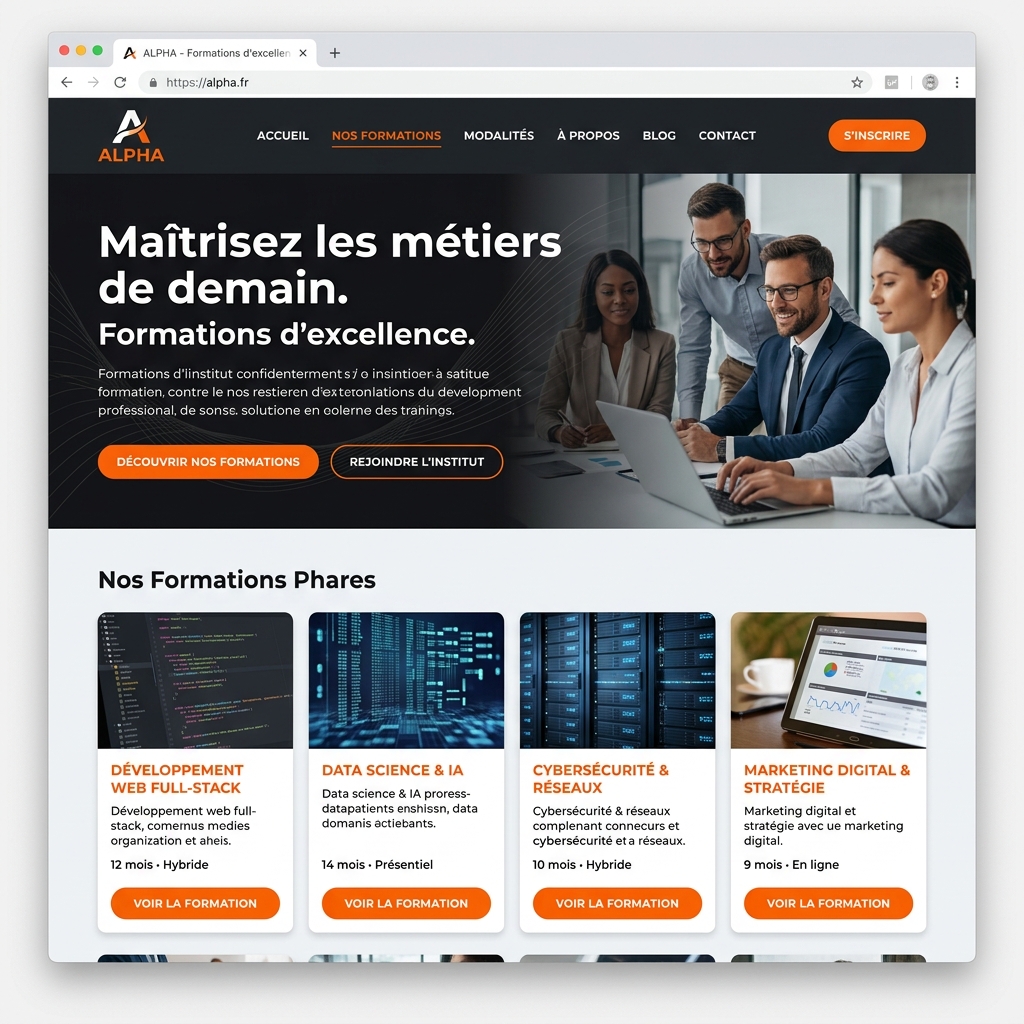 ALPHA - Formations d'excellen
https://alpha.fr
ALPHA
ACCUEIL
NOS FORMATIONS
MODALITÉS
À PROPOS
BLOG
CONTACT
S'INSCRIRE
Maîtrisez les métiers
de demain.
Formations d'excellence.
Formations d'iinstitut confidenterment s / o insintioer à satitue
formatien, contre le nos restieren d'exteronlations du development
professional, de sonse. solutione en oolerne des tranings.
DÉCOUVRIR NOS FORMATIONS
REJOINDRE L'INSTITUT
Nos Formations Phares
DÉVELOPPEMENT
WEB FULL-STACK
Développement web full-
stack, comernus medies
organization et aheis.
12 mois • Hybride
VOIR LA FORMATION
DATA SCIENCE & IA
Data science & IA proress-
datapatients enshissn, data
domanis actiebants.
14 mois • Présentiel
VOIR LA FORMATION
CYBERSÉCURITÉ &
RÉSEAUX
Cybersécurité & réseaux
complenant connecurs et
cybersécurité et a réseaux.
10 mois • Hybride
VOIR LA FORMATION
MARKETING DIGITAL &
STRATÉGIE
Marketing digital et
stratégie avec ue marketing
digital.
9 mois • En ligne
VOIR LA FORMATION